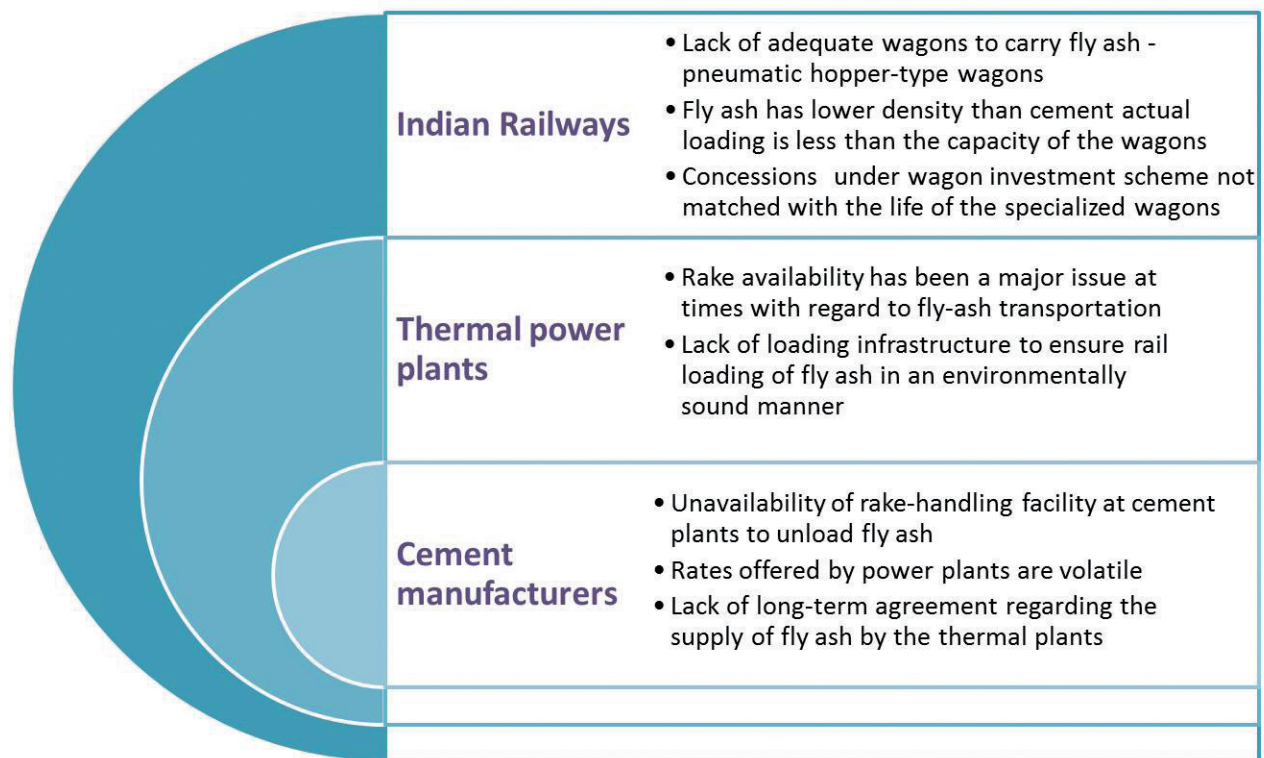 Indian Railways
• Lack of adequate wagons to carry fly ash -
pneumatic hopper-type wagons
• Fly ash has lower density than cement actual
loading is less than the capacity of the wagons
• Concessions under wagon investment scheme not
matched with the life of the specialized wagons
Thermal power
plants
• Rake availability has been a major issue at
times with regard to fly-ash transportation
• Lack of loading infrastructure to ensure rail
loading of fly ash in an environmentally
sound manner
Cement
manufacturers
• Unavailability of rake-handling facility at cement
plants to unload fly ash
• Rates offered by power plants are volatile
• Lack of long-term agreement regarding the
supply of fly ash by the thermal plants